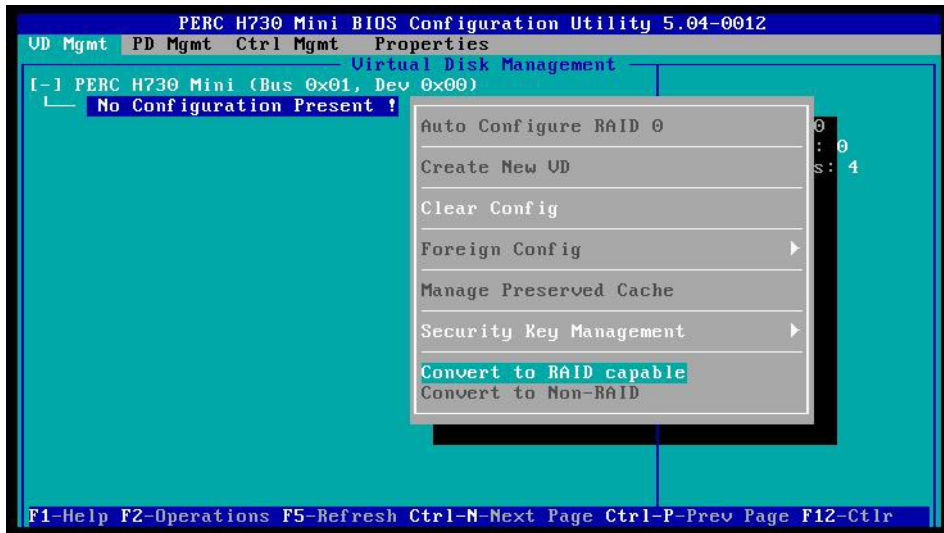 PERC H730 Mini BIOS Configuration Utility 5.04-0012
VD Mgmt PD Mgmt Ctrl Mgmt Properties
Virtual Disk Management
[-] PERC H730 Mini (Bus 0x01, Dev 0x00)
No Configuration Present !
Auto Configure RAID 0
0
: 0
Create New VD
s: 4
Clear Config
Foreign Config
Manage Preserved Cache
Security Key Management
Convert to RAID capable
Convert to Non-RAID
F1-Help F2-Operations F5-Refresh Ctrl-N-Next Page Ctrl-P-Prev Page F12-Ctlr